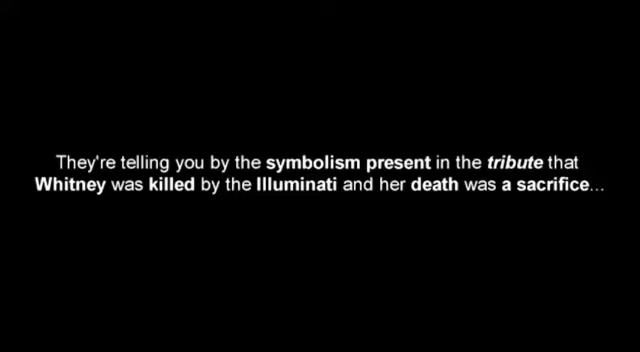 They're telling you by the symbolism present in the tribute that
Whitney was killed by the Illuminati and her death was a sacrifice...